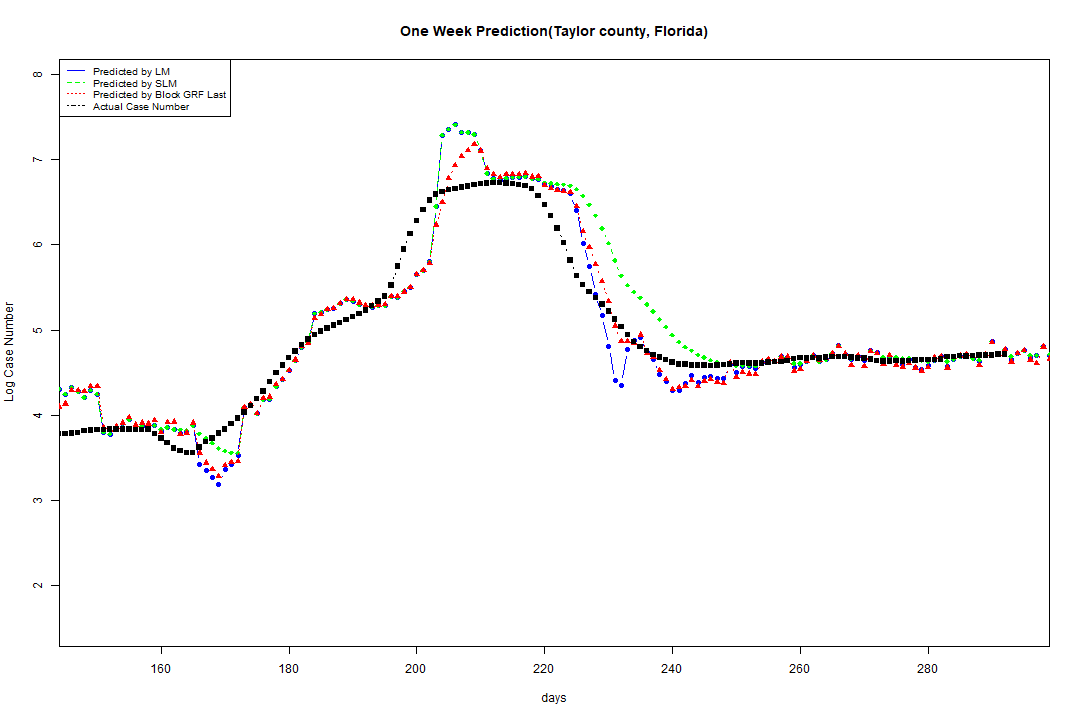 One Week Prediction(Taylor county, Florida)
Predicted by LM
Predicted by SLM
Predicted by Block GRF Last
Actual Case Number
8
7
6
5
4
3
2
Log Case Number
160 180 200 220 240 260 280
days